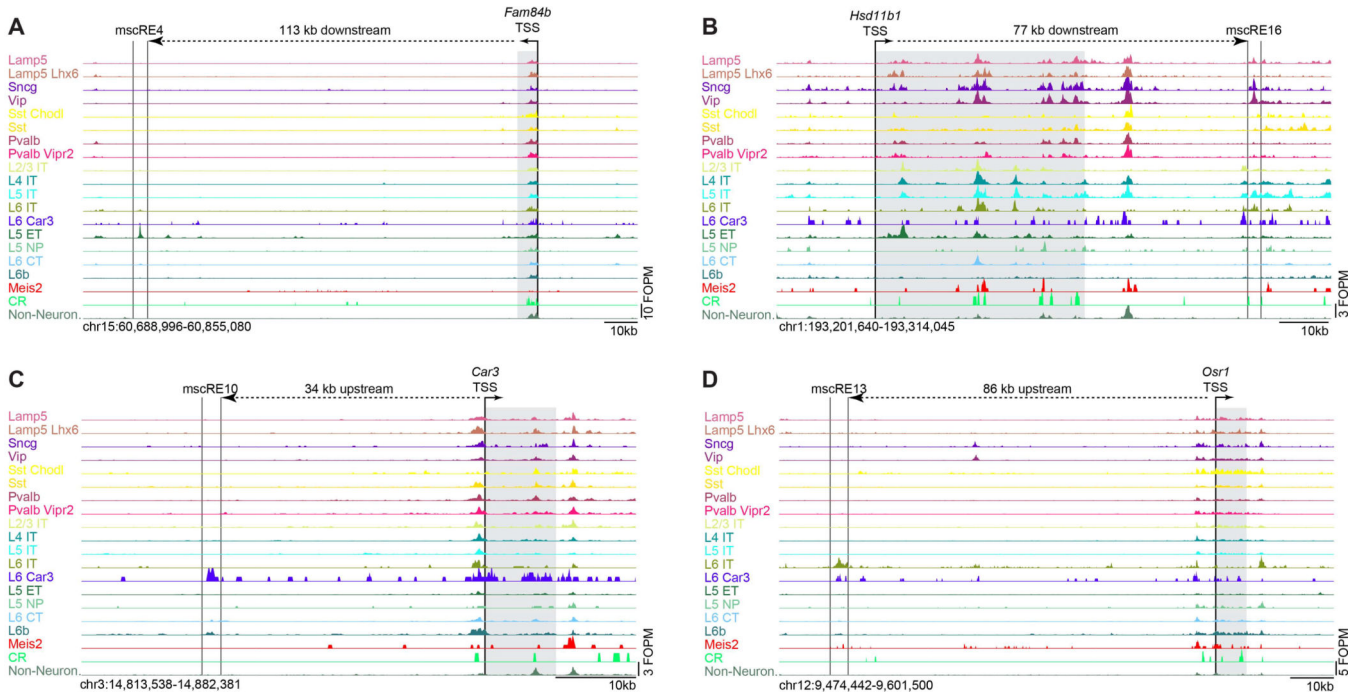 A
Fam84b
mscRE4
113 kb downstream
TSS
Lamp5
Lamp5 Lhx6
Sncg
Vip
Sst Chodl
Sst
Pvalb
Pvalb Vipr2
L2/3 IT
L4 IT
L5 IT
L6 IT
L6 Car3
L5 ET
L5 NP
L6 CT
L6b
Meis2
CR
Non-Neuron.
10 FOPM
chr15:60,688,996-60,855,080
10kb
B
Hsd11b1
TSS
77 kb downstream
mscRE16
Lamp5
Lamp5 Lhx6
Sncg
Vip
Sst Chodl
Sst
Pvalb
Pvalb Vipr2
L2/3 IT
L4 IT
L5 IT
L6 IT
L6 Car3
L5 ET
L5 NP
L6 CT
L6b
Meis2
CR
Non-Neuron.
3 FOPM
chr1:193,201,640-193,314,045
10kb
C
Car3
mscRE10
34 kb upstream
TSS
Lamp5
Lamp5 Lhx6
Sncg
Vip
Sst Chodl
Sst
Pvalb
Pvalb Vipr2
L2/3 IT
L4 IT
L5 IT
L6 IT
L6 Car3
L5 ET
L5 NP
L6 CT
L6b
Meis2
CR
Non-Neuron.
3 FOPM
chr3:14,813,538-14,882,381
10kb
D
Osr1
mscRE13
86 kb upstream
TSS
Lamp5
Lamp5 Lhx6
Sncg
Vip
Sst Chodl
Sst
Pvalb
Pvalb Vipr2
L2/3 IT
L4 IT
L5 IT
L6 IT
L6 Car3
L5 ET
L5 NP
L6 CT
L6b
Meis2
CR
Non-Neuron.
5 FOPM
chr12:9,474,442-9,601,500
10kb